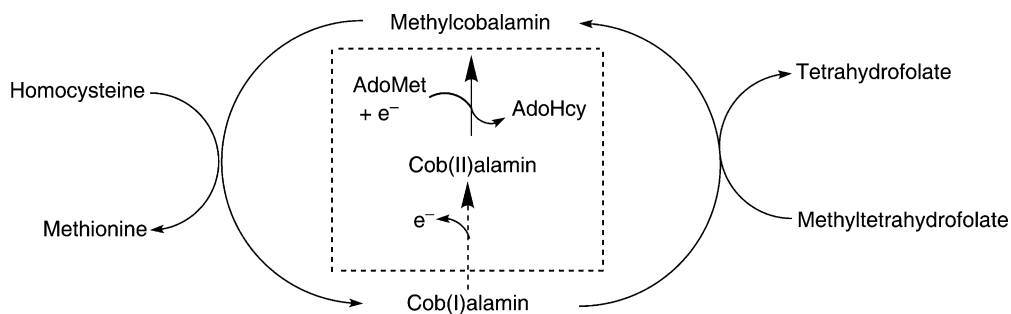 Methylcobalamin
Tetrahydrofolate
Homocysteine
AdoMet
+ e⁻
AdoHcy
Cob(II)alamin
e⁻
Methionine
Methyltetrahydrofolate
Cob(I)alamin